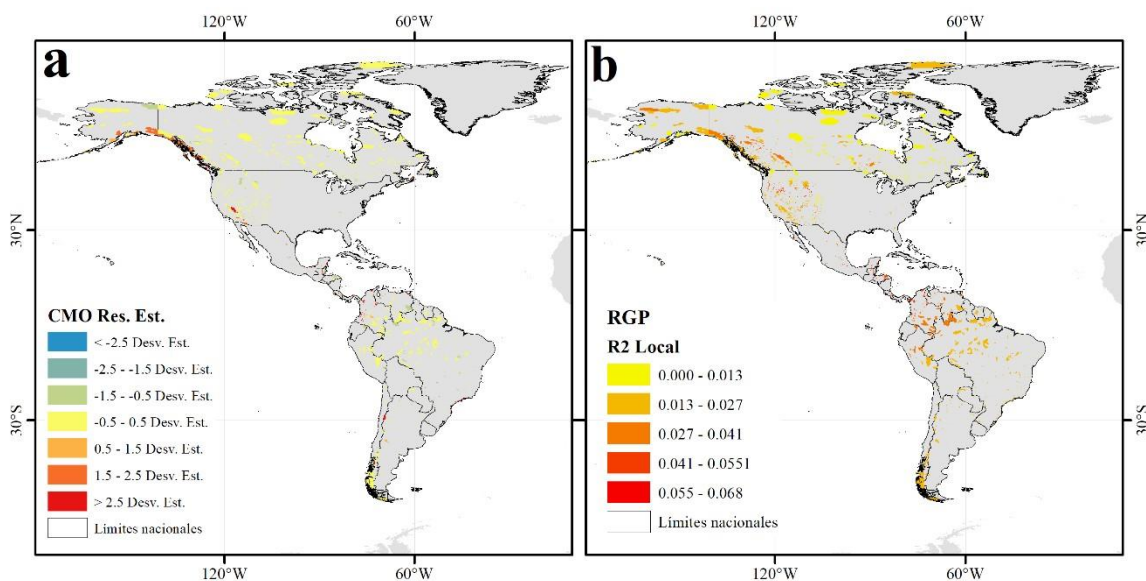 120°W 60°W 120°W 60°W
a b
30°N 30°N
30°S 30°S
CMO Res. Est.
< -2.5 Desv. Est.
-2.5 - -1.5 Desv. Est.
-1.5 - -0.5 Desv. Est.
-0.5 - 0.5 Desv. Est.
0.5 - 1.5 Desv. Est.
1.5 - 2.5 Desv. Est.
> 2.5 Desv. Est.
Limites nacionales
RGP
R2 Local
0.000 - 0.013
0.013 - 0.027
0.027 - 0.041
0.041 - 0.0551
0.055 - 0.068
Limites nacionales
120°W 60°W 120°W 60°W